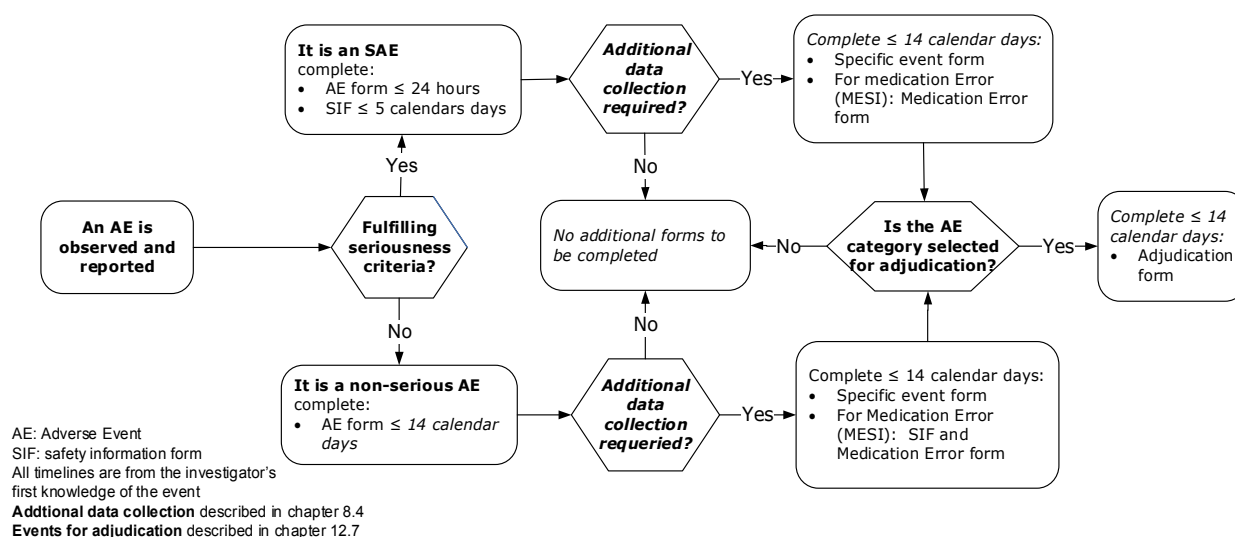 It is an SAE
complete:
• AE form ≤ 24 hours
• SIF ≤ 5 calendars days
Additional
data
collection
required?
Yes
Complete ≤ 14 calendar days:
• Specific event form
• For medication Error
(MESI): Medication Error
form
Yes
No
An AE is
observed and
reported
Fulfilling
seriousness
criteria?
No additional forms to
be completed
No
Is the AE
category selected
for adjudication?
Yes
Complete ≤ 14
calendar days:
• Adjudication
form
No
No
It is a non-serious AE
complete:
• AE form ≤ 14 calendar
days
Additional
data
collection
requeried?
Yes
Complete ≤ 14 calendar days:
• Specific event form
• For Medication Error
(MESI): SIF and
Medication Error form
AE: Adverse Event
SIF: safety information form
All timelines are from the investigator's
first knowledge of the event
Addtional data collection described in chapter 8.4
Events for adjudication described in chapter 12.7